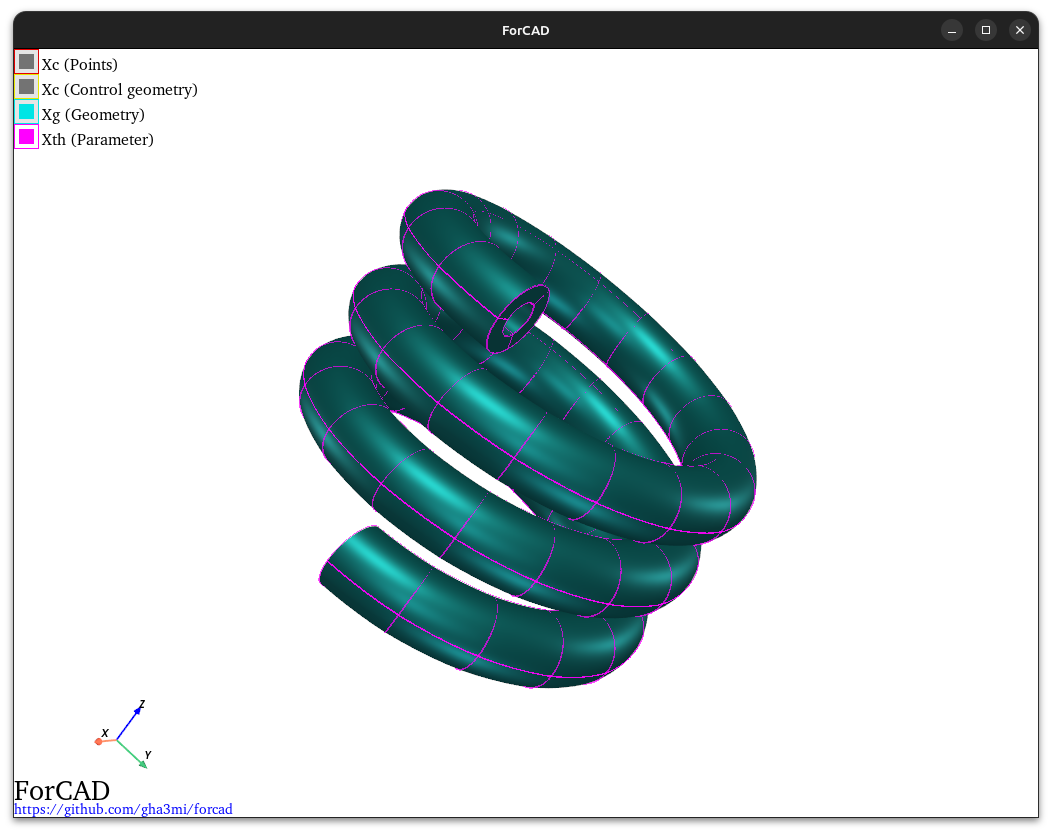 ForCAD
Xc (Points)
Xc (Control geometry)
Xg (Geometry)
Xth (Parameter)
Z
X
Y
ForCAD
https://github.com/gha3mi/forcad